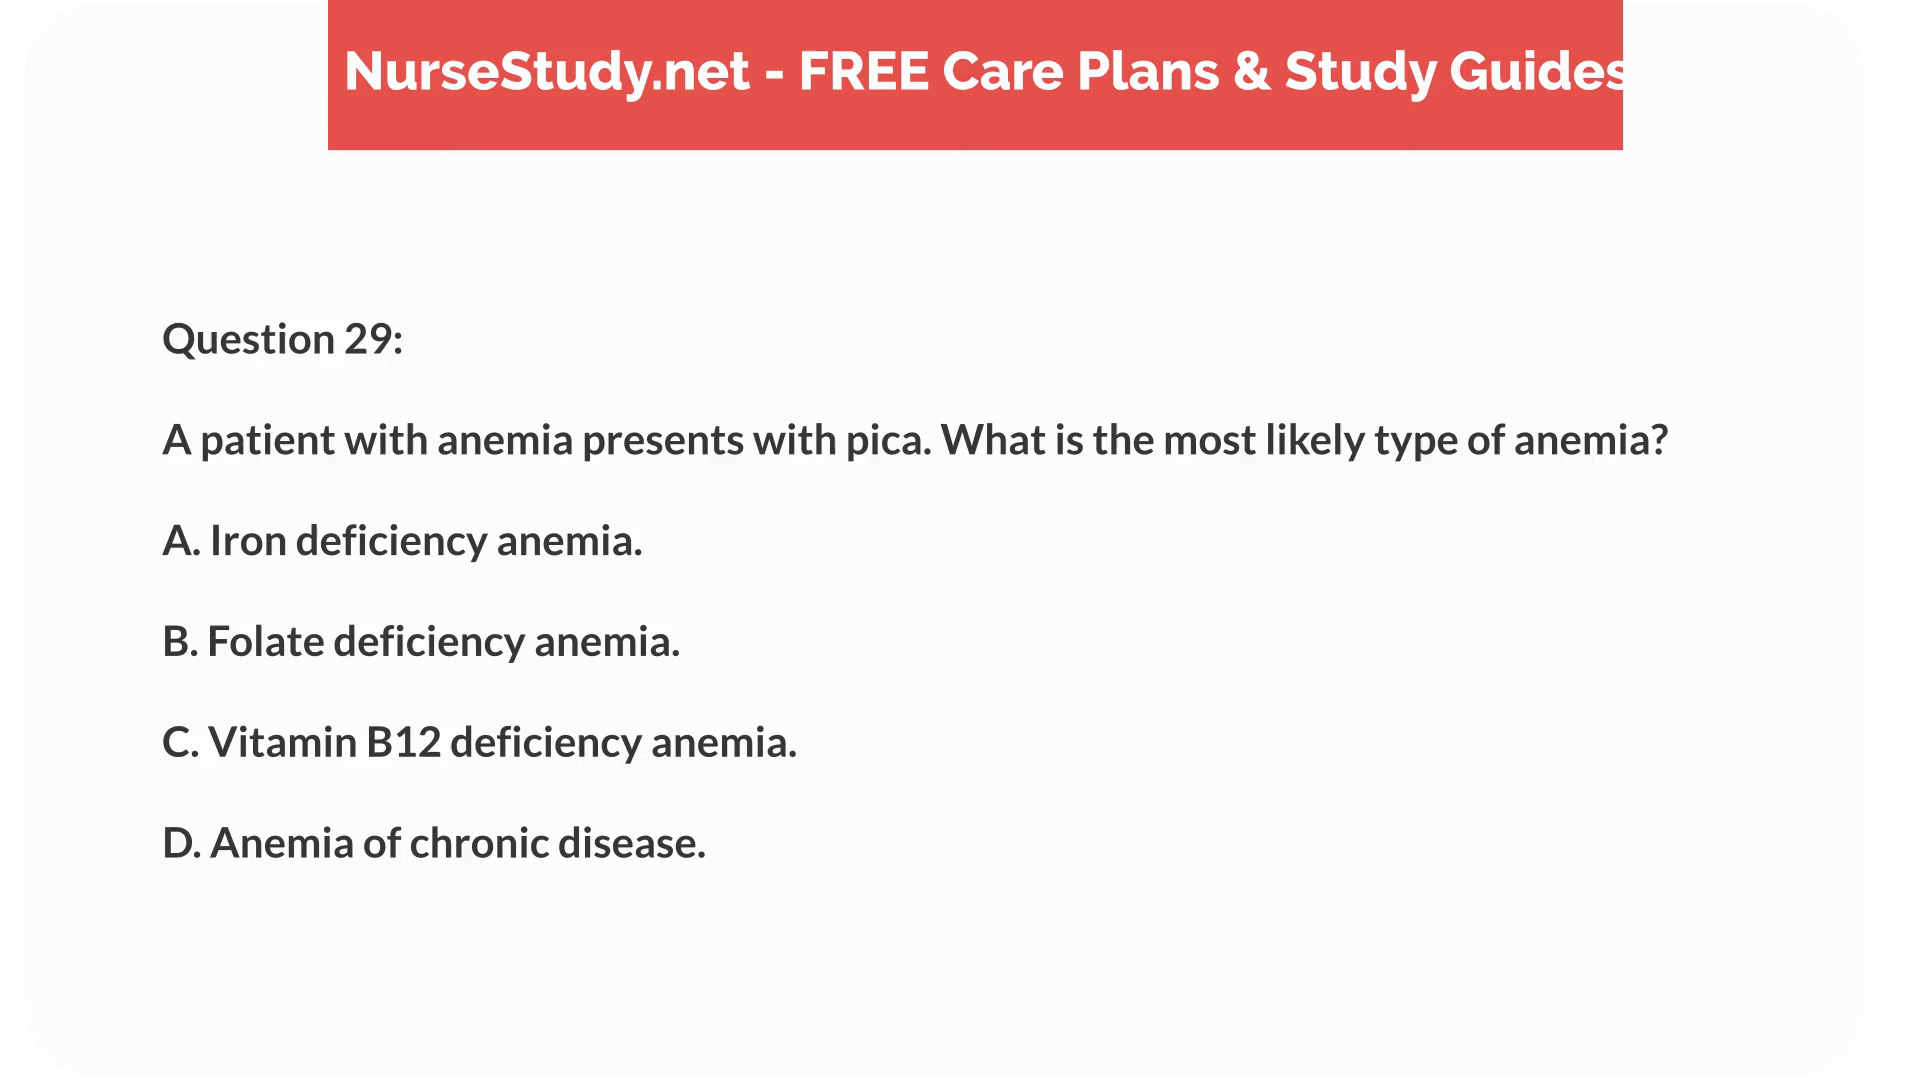 NurseStudy.net - FREE Care Plans & Study Guides
Question 29:
A patient with anemia presents with pica. What is the most likely type of anemia?
A. Iron deficiency anemia.
B. Folate deficiency anemia.
C. Vitamin B12 deficiency anemia.
D. Anemia of chronic disease.